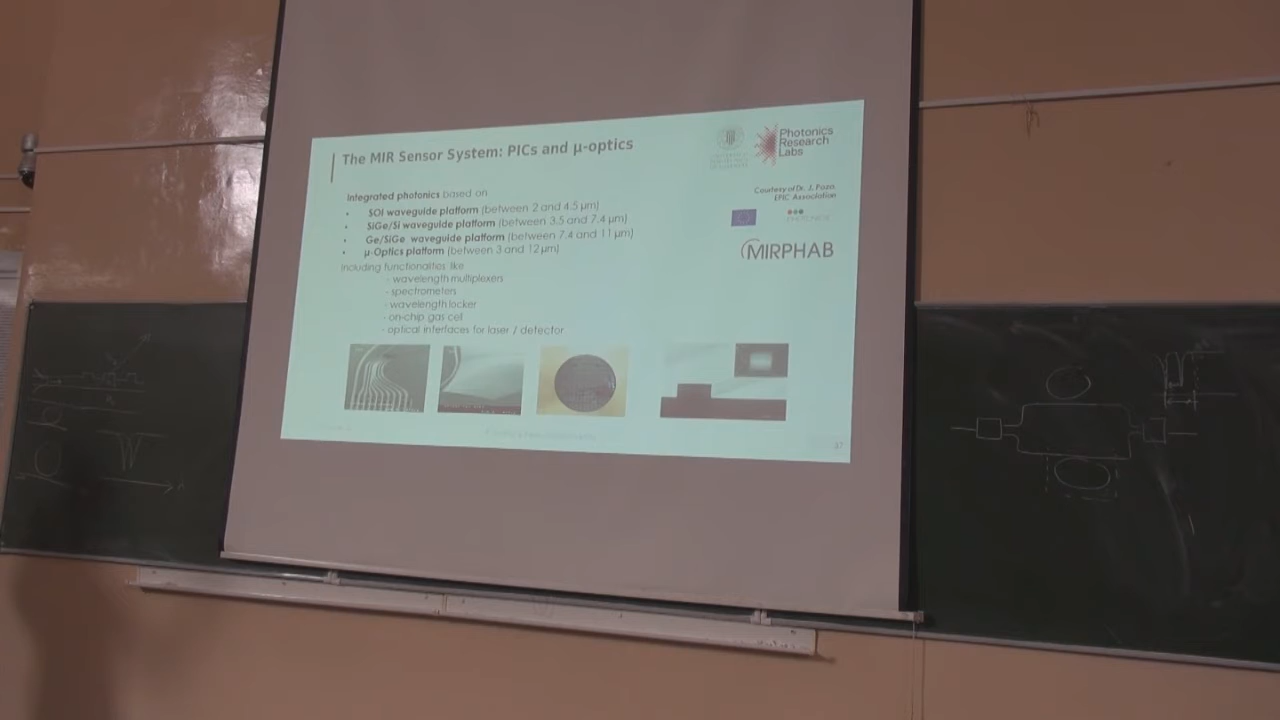 The MIR Sensor System: PICs and µ-optics
Photonics
Research
Labs
Courtesy of Dr. J. Pozo,
EPIC Association
MIRPHAB
Integrated photonics based on
• SOI waveguide platform (between 2 and 4.5 µm)
• SiGe/Si waveguide platform (between 3.5 and 7.4 µm)
• Ge/SiGe waveguide platform (between 7.4 and 11 µm)
• µ-Optics platform (between 3 and 12 µm)
Including functionalities like
- wavelength multiplexers
- spectrometers
- wavelength locker
- on-chip gas cell
- optical interfaces for laser / detector
37